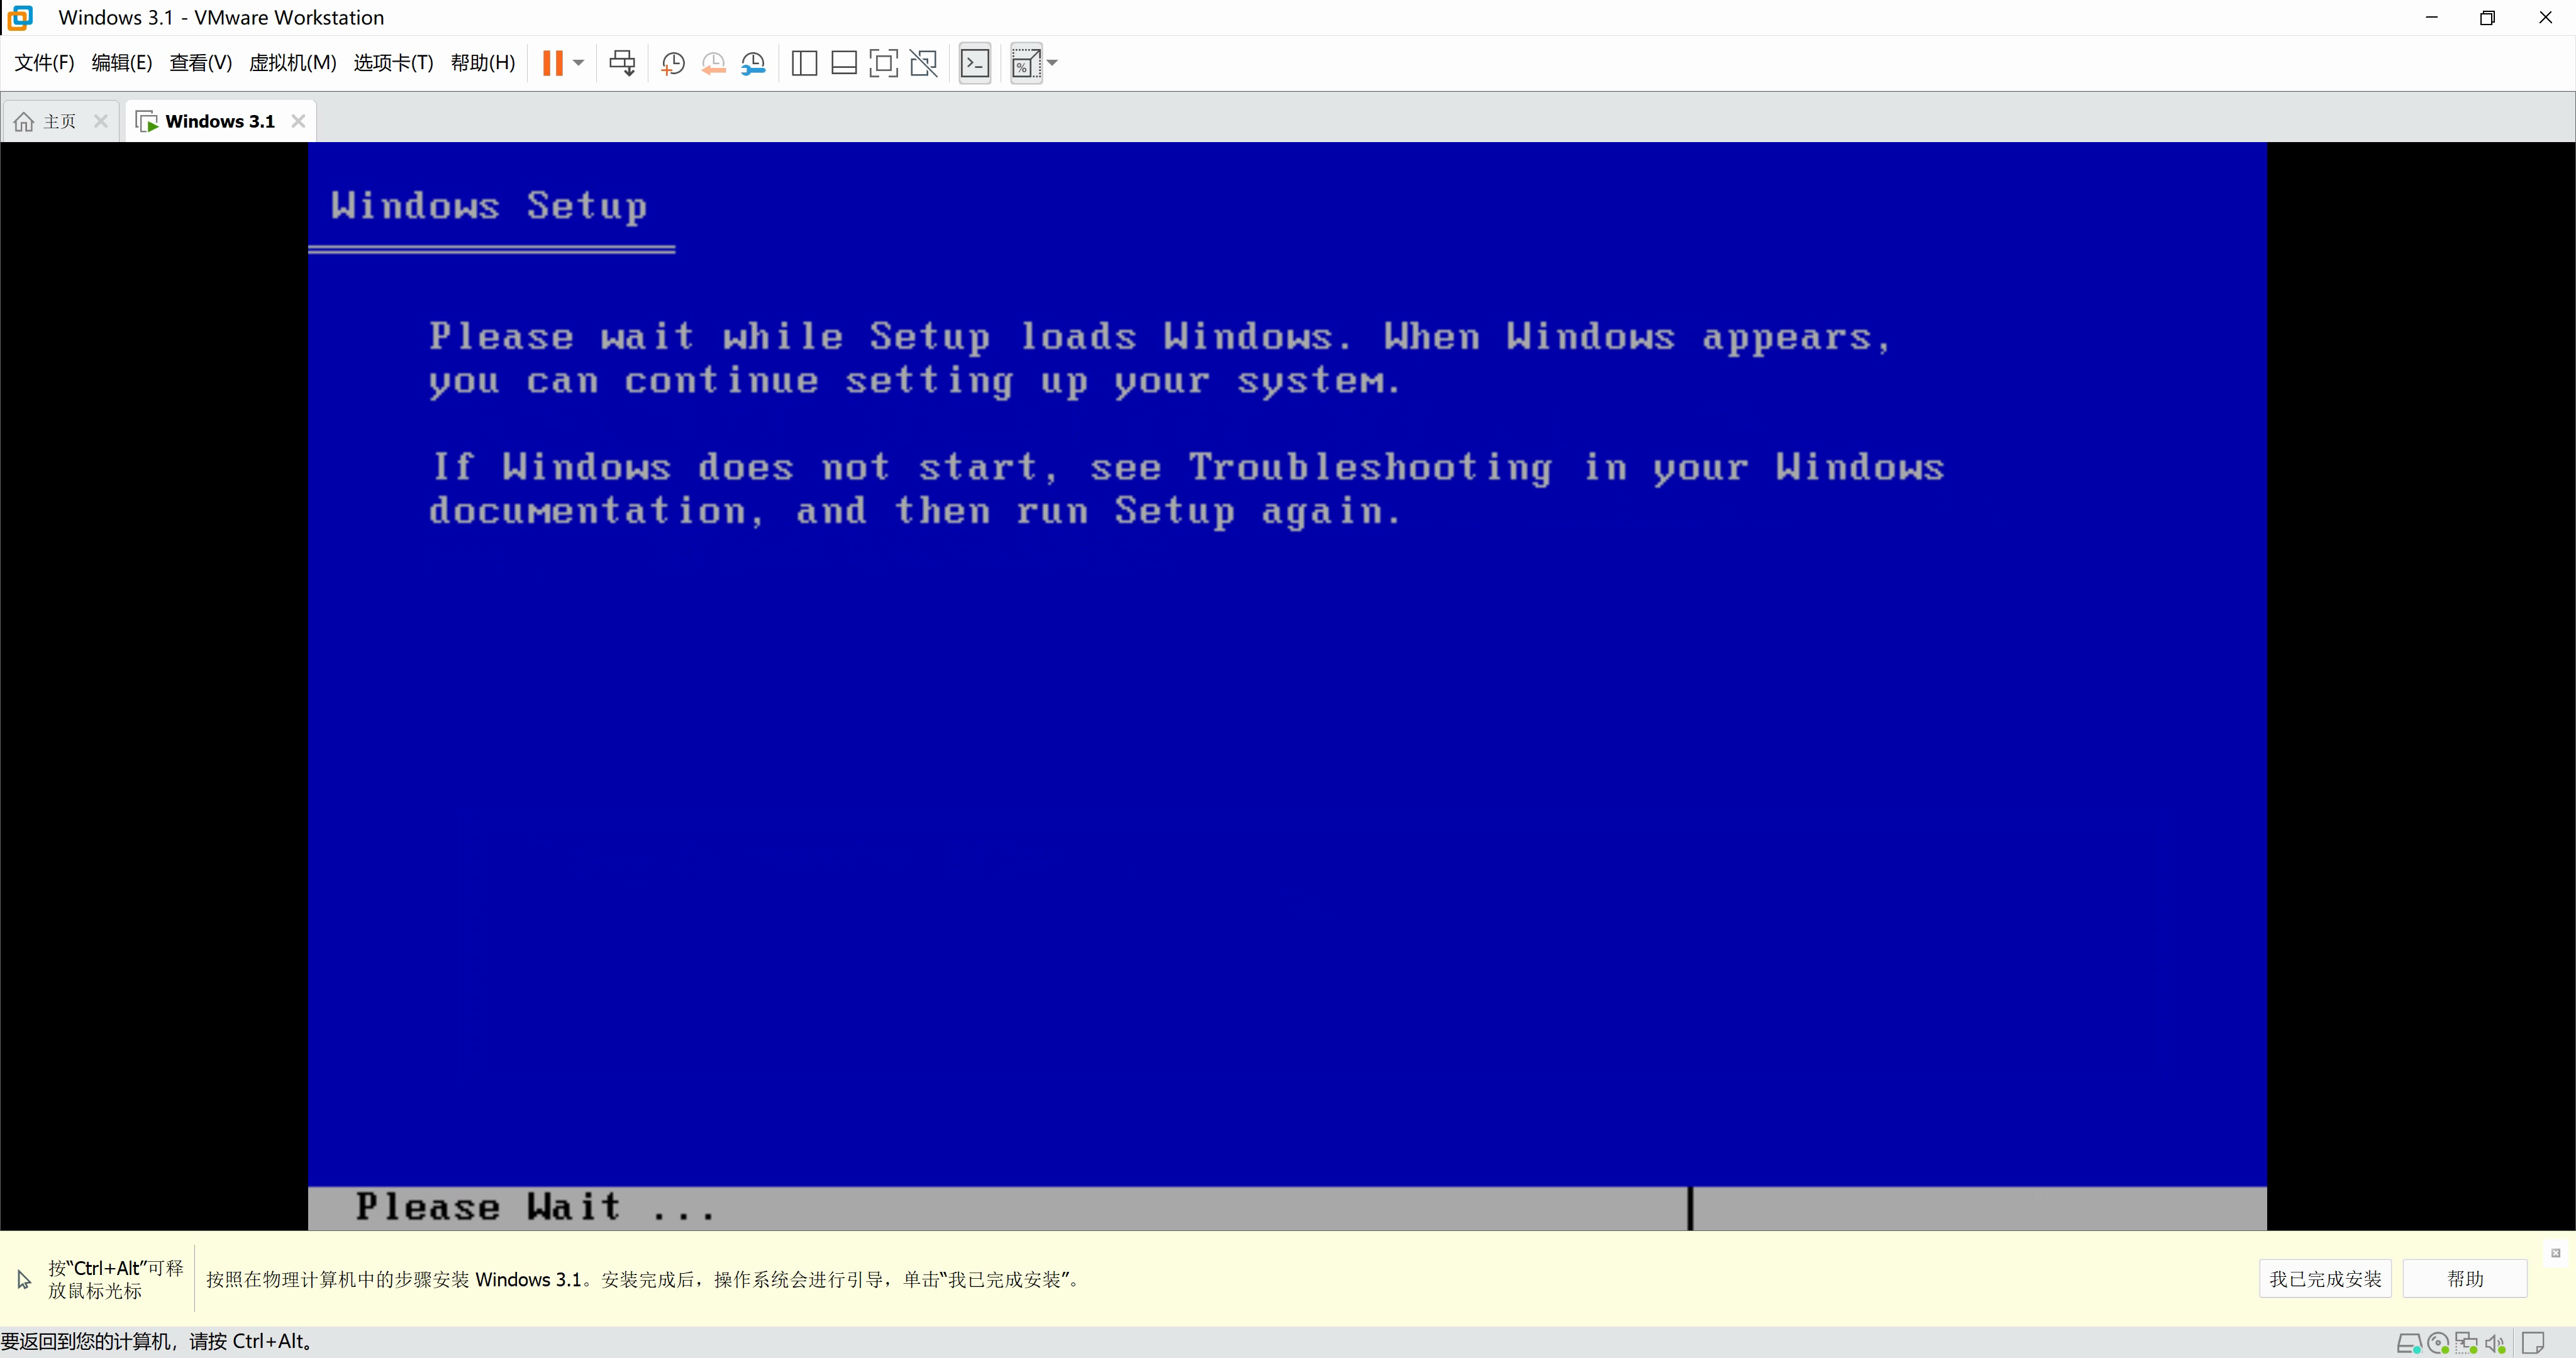 Windows 3.1 - VMware Workstation
文件(F) 编辑(E) 查看(V) 虚拟机(M) 选项卡(T) 帮助(H)
主页 Windows 3.1
Windows Setup
Please wait while Setup loads Windows. When Windows appears,
you can continue setting up your system.
If Windows does not start, see Troubleshooting in your Windows
documentation, and then run Setup again.
Please Wait ...
按“Ctrl+Alt”可释
放鼠标光标
按照在物理计算机中的步骤安装 Windows 3.1。安装完成后，操作系统会进行引导，单击“我已完成安装”。
我已完成安装 帮助
要返回到您的计算机，请按 Ctrl+Alt。